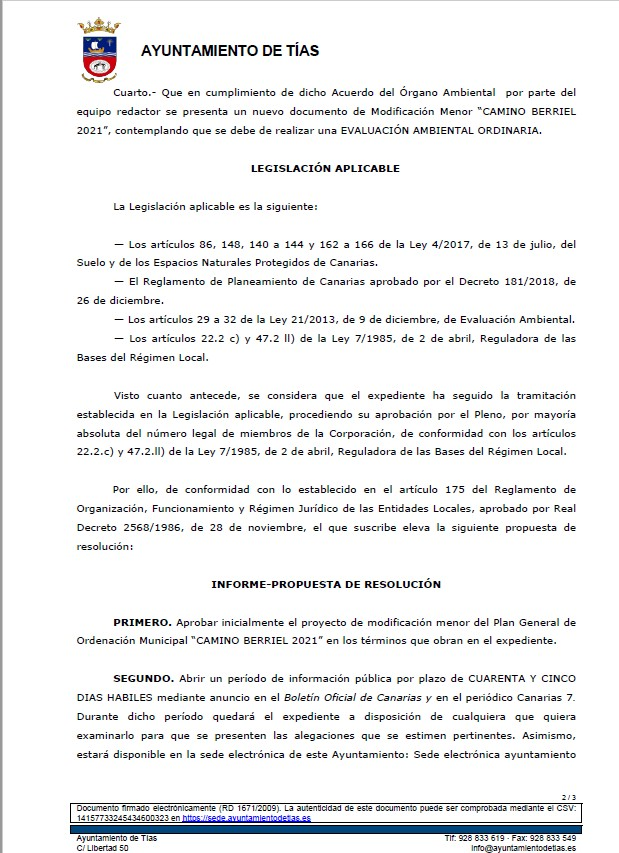 AYUNTAMIENTO DE TÍAS
Cuarto.- Que en cumplimiento de dicho Acuerdo del Órgano Ambiental por parte del
equipo redactor se presenta un nuevo documento de Modificación Menor "CAMINO BERRIEL
2021", contemplando que se debe de realizar una EVALUACIÓN AMBIENTAL ORDINARIA.
LEGISLACIÓN APLICABLE
La Legislación aplicable es la siguiente:
— Los artículos 86, 148, 140 a 144 y 162 a 166 de la Ley 4/2017, de 13 de julio, del
Suelo y de los Espacios Naturales Protegidos de Canarias.
— El Reglamento de Planeamiento de Canarias aprobado por el Decreto 181/2018, de
26 de diciembre.
— Los artículos 29 a 32 de la Ley 21/2013, de 9 de diciembre, de Evaluación Ambiental.
— Los artículos 22.2 c) y 47.2 ll) de la Ley 7/1985, de 2 de abril, Reguladora de las
Bases del Régimen Local.
Visto cuanto antecede, se considera que el expediente ha seguido la tramitación
establecida en la Legislación aplicable, procediendo su aprobación por el Pleno, por mayoría
absoluta del número legal de miembros de la Corporación, de conformidad con los artículos
22.2.c) y 47.2.ll) de la Ley 7/1985, de 2 de abril, Reguladora de las Bases del Régimen Local.
Por ello, de conformidad con lo establecido en el artículo 175 del Reglamento de
Organización, Funcionamiento y Régimen Jurídico de las Entidades Locales, aprobado por Real
Decreto 2568/1986, de 28 de noviembre, el que suscribe eleva la siguiente propuesta de
resolución:
INFORME-PROPUESTA DE RESOLUCIÓN
PRIMERO. Aprobar inicialmente el proyecto de modificación menor del Plan General de
Ordenación Municipal "CAMINO BERRIEL 2021" en los términos que obran en el expediente.
SEGUNDO. Abrir un período de información pública por plazo de CUARENTA Y CINCO
DIAS HABILES mediante anuncio en el Boletín Oficial de Canarias y en el periódico Canarias 7.
Durante dicho período quedará el expediente a disposición de cualquiera que quiera
examinarlo para que se presenten las alegaciones que se estimen pertinentes. Asimismo,
estará disponible en la sede electrónica de este Ayuntamiento: Sede electrónica ayuntamiento
2 / 3
Documento firmado electrónicamente (RD 1671/2009). La autenticidad de este documento puede ser comprobada mediante el CSV:
14157733245434600323 en https://sede.ayuntamientodetias.es
Ayuntamiento de Tías
Tlf: 928 833 619 - Fax: 928 833 549
C/ Libertad 50
info@ayuntamientodetias.es